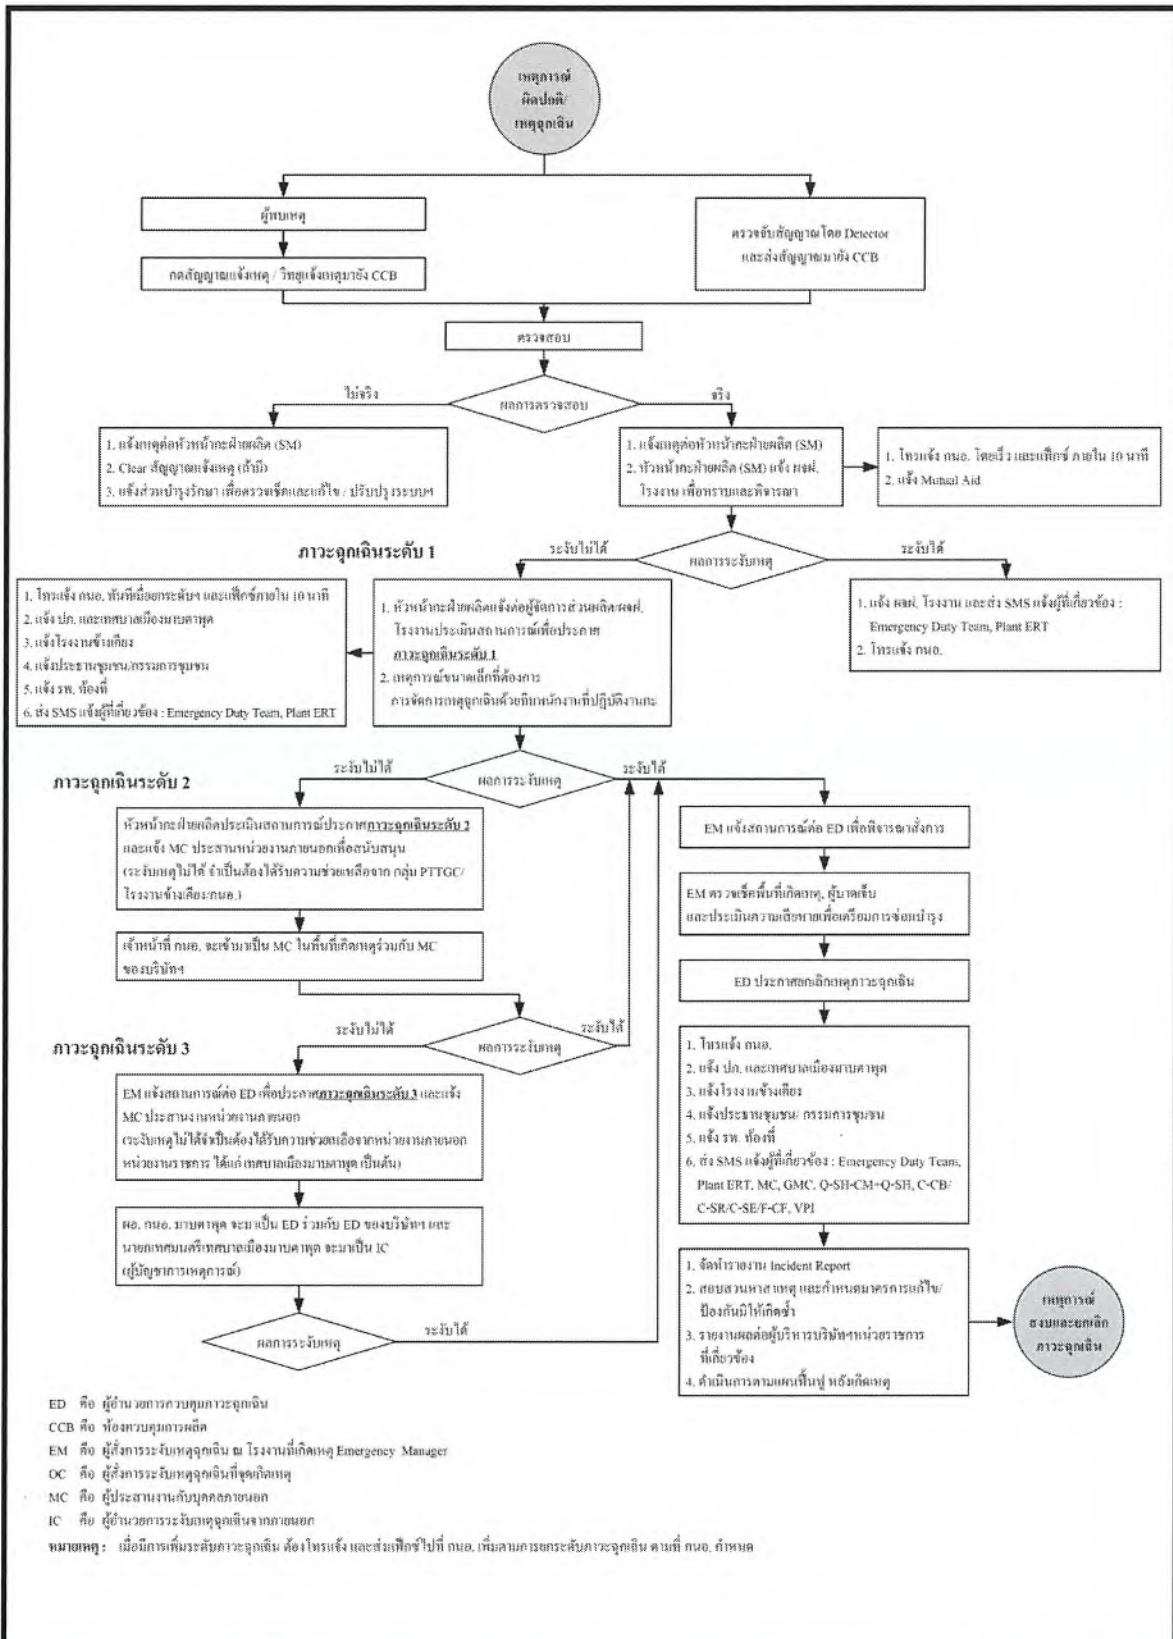 เหตุการณ์
ผิดปกติ/
เหตุฉุกเฉิน
ผู้พบเหตุ
ตรวจจับสัญญาณโดย Detector
และส่งสัญญาณมายัง CCB
กดสัญญาณแจ้งเหตุ / วิทยุแจ้งเหตุมายัง CCB
ตรวจสอบ
ไม่จริง
ผลการตรวจสอบ
จริง
1. แจ้งเหตุต่อหัวหน้ากะฝ่ายผลิต (SM)
2. Clear สัญญาณแจ้งเหตุ (ถ้ามี)
3. แจ้งส่วนบำรุงรักษา เพื่อตรวจเช็คและแก้ไข / ปรับปรุงระบบฯ
1. แจ้งเหตุต่อหัวหน้ากะฝ่ายผลิต (SM)
2. หัวหน้ากะฝ่ายผลิต (SM) แจ้ง ผจฝ.
โรงงาน เพื่อทราบและพิจารณา
1. โทรแจ้ง กนอ. โดยเร็ว และแฟ็กซ์ ภายใน 10 นาที
2. แจ้ง Mutual Aid
ภาวะฉุกเฉินระดับ 1
ระงับไม่ได้
ผลการระงับเหตุ
ระงับได้
1. โทรแจ้ง กนอ. ทันทีเมื่อยกระดับฯ และแฟ็กซ์ภายใน 10 นาที
2. แจ้ง ปภ. และเทศบาลเมืองมาบตาพุด
3. แจ้งโรงงานข้างเคียง
4. แจ้งประธานชุมชน/กรรมการชุมชน
5. แจ้ง รพ. ท้องที่
6. ส่ง SMS แจ้งผู้ที่เกี่ยวข้อง : Emergency Duty Team, Plant ERT
1. หัวหน้ากะฝ่ายผลิตแจ้งต่อผู้จัดการส่วนผลิต/ผจฝ.
โรงงานประเมินสถานการณ์เพื่อประกาศ
ภาวะฉุกเฉินระดับ 1
2. เหตุการณ์ขนาดเล็กที่ต้องการ
การจัดการเหตุฉุกเฉินด้วยทีมพนักงานที่ปฏิบัติงานกะ
1. แจ้ง ผจฝ. โรงงาน และส่ง SMS แจ้งผู้ที่เกี่ยวข้อง :
Emergency Duty Team, Plant ERT
2. โทรแจ้ง กนอ.
ภาวะฉุกเฉินระดับ 2
ระงับไม่ได้
ผลการระงับเหตุ
ระงับได้
หัวหน้ากะฝ่ายผลิตประเมินสถานการณ์ประกาศภาวะฉุกเฉินระดับ 2
และแจ้ง MC ประสานหน่วยงานภายนอกเพื่อสนับสนุน
(ระงับเหตุไม่ได้ จำเป็นต้องได้รับความช่วยเหลือจาก กลุ่ม PTTGC/
โรงงานข้างเคียง/กนอ.)
EM แจ้งสถานการณ์ต่อ ED เพื่อพิจารณาสั่งการ
EM ตรวจเช็คพื้นที่เกิดเหตุ, ผู้บาดเจ็บ
และประเมินความเสียหายเพื่อเตรียมการซ่อมบำรุง
เจ้าหน้าที่ กนอ. จะเข้ามาเป็น MC ในพื้นที่เกิดเหตุร่วมกับ MC
ของบริษัทฯ
ED ประกาศยกเลิกเหตุภาวะฉุกเฉิน
ภาวะฉุกเฉินระดับ 3
ระงับไม่ได้
ผลการระงับเหตุ
ระงับได้
EM แจ้งสถานการณ์ต่อ ED เพื่อประกาศภาวะฉุกเฉินระดับ 3 และแจ้ง
MC ประสานงานหน่วยงานภายนอก
(ระงับเหตุไม่ได้จำเป็นต้องได้รับความช่วยเหลือจากหน่วยงานภายนอก
หน่วยงานราชการ ได้แก่ เทศบาลเมืองมาบตาพุด เป็นต้น)
1. โทรแจ้ง กนอ.
2. แจ้ง ปภ. และเทศบาลเมืองมาบตาพุด
3. แจ้งโรงงานข้างเคียง
4. แจ้งประธานชุมชน/ กรรมการชุมชน
5. แจ้ง รพ. ท้องที่
6. ส่ง SMS แจ้งผู้ที่เกี่ยวข้อง : Emergency Duty Team,
Plant ERT, MC, GMC, Q-SH-CM+Q-SH, C-CB/
C-SR/C-SE/F-CF, VPI
ผอ. กนอ. มาบตาพุด จะมาเป็น ED ร่วมกับ ED ของบริษัทฯ และ
นายกเทศมนตรีเทศบาลเมืองมาบตาพุด จะมาเป็น IC
(ผู้บัญชาการเหตุการณ์)
1. จัดทำรายงาน Incident Report
2. สอบสวนหาสาเหตุ และกำหนดมาตรการแก้ไข/
ป้องกันมิให้เกิดซ้ำ
3. รายงานผลต่อผู้บริหารบริษัทฯหน่วยราชการ
ที่เกี่ยวข้อง
4. ดำเนินการตามแผนฟื้นฟู หลังเกิดเหตุ
เหตุการณ์
สงบและยกเลิก
ภาวะฉุกเฉิน
ผลการระงับเหตุ
ระงับได้
ED คือ ผู้อำนวยการควบคุมภาวะฉุกเฉิน
CCB คือ ห้องควบคุมการผลิต
EM คือ ผู้สั่งการระงับเหตุฉุกเฉิน ณ โรงงานที่เกิดเหตุ Emergency Manager
OC คือ ผู้สั่งการระงับเหตุฉุกเฉินที่จุดเกิดเหตุ
MC คือ ผู้ประสานงานกับบุคคลภายนอก
IC คือ ผู้อำนวยการระงับเหตุฉุกเฉินจากภายนอก
หมายเหตุ : เมื่อมีการเพิ่มระดับภาวะฉุกเฉิน ต้องโทรแจ้ง และส่งแฟ็กซ์ไปที่ กนอ. เพิ่มตามการยกระดับภาวะฉุกเฉิน ตามที่ กนอ. กำหนด